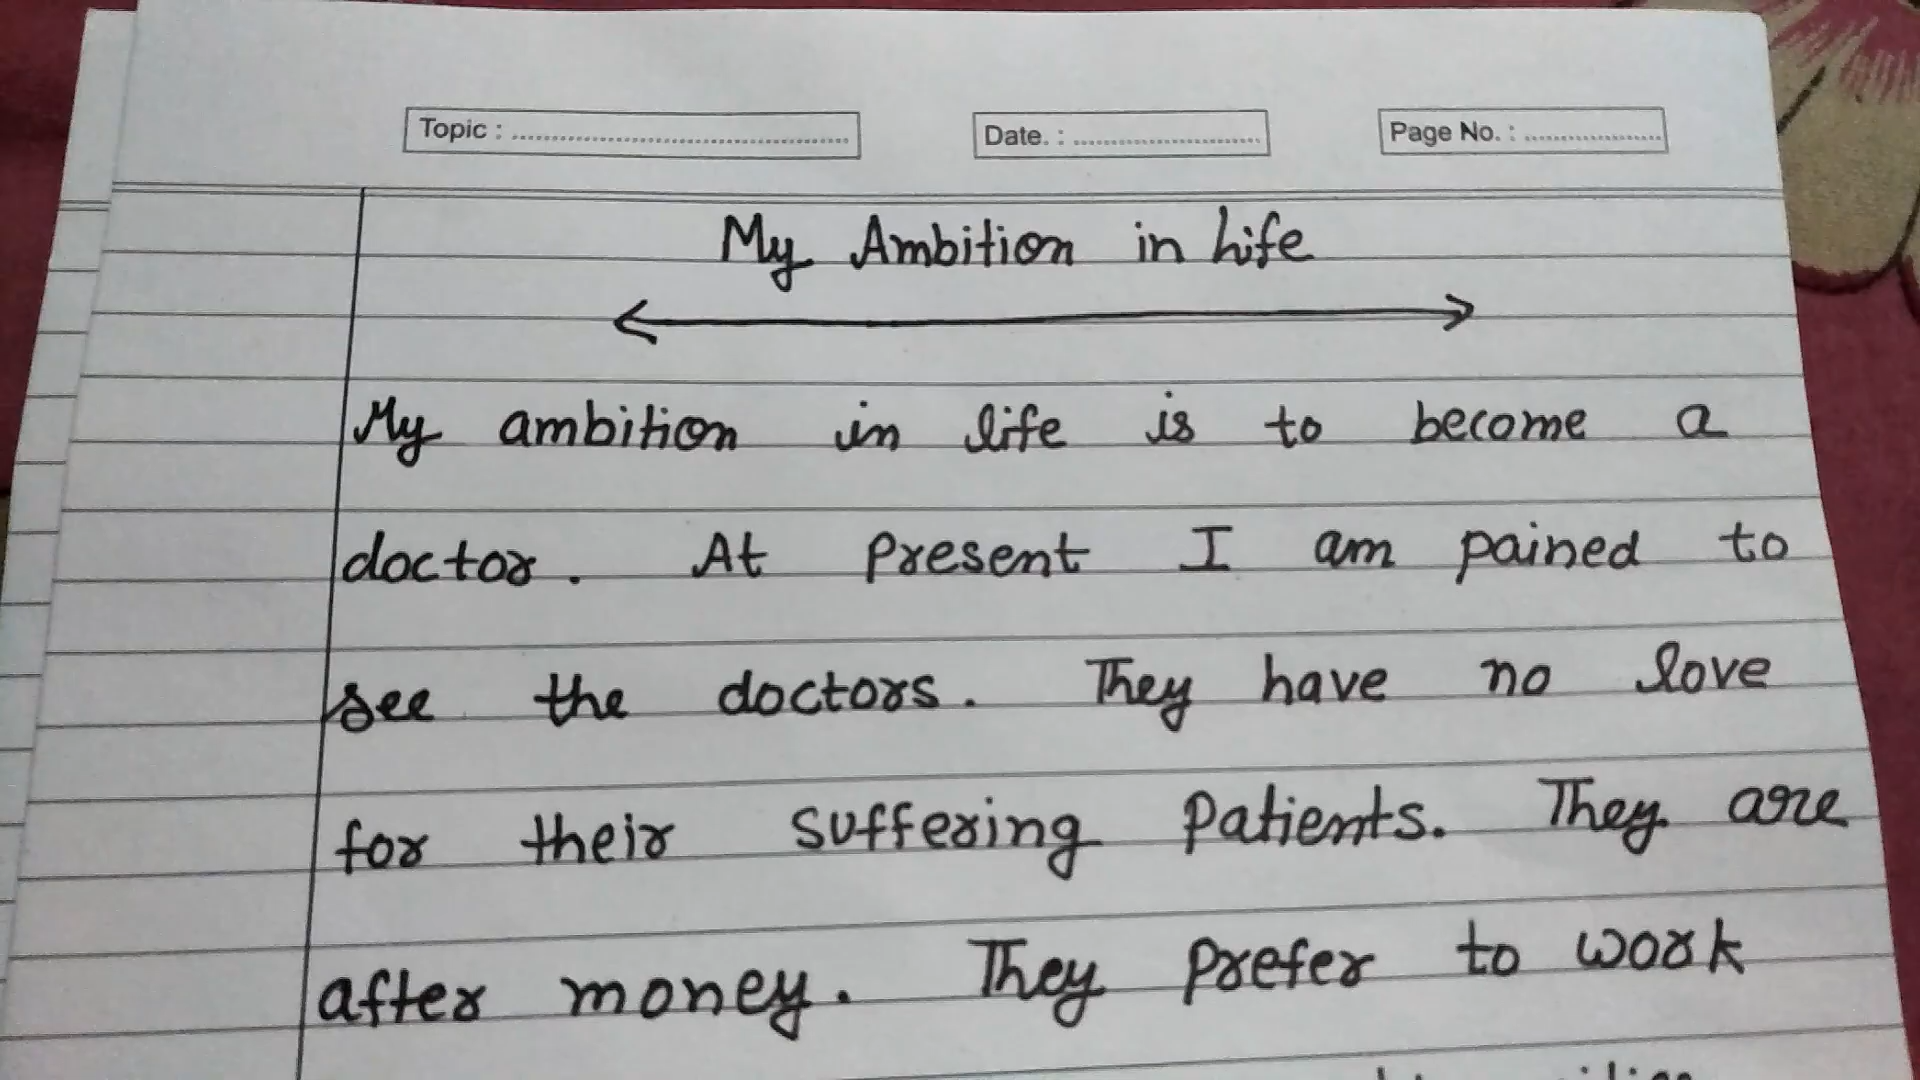 Topic : ........................................
Date. : ........................
Page No. : ..................
My Ambition in Life
My ambition in life is to become a
doctor. At Present I am pained to
see the doctors. They have no love
for their suffering Patients. They are
after money. They Prefer to work